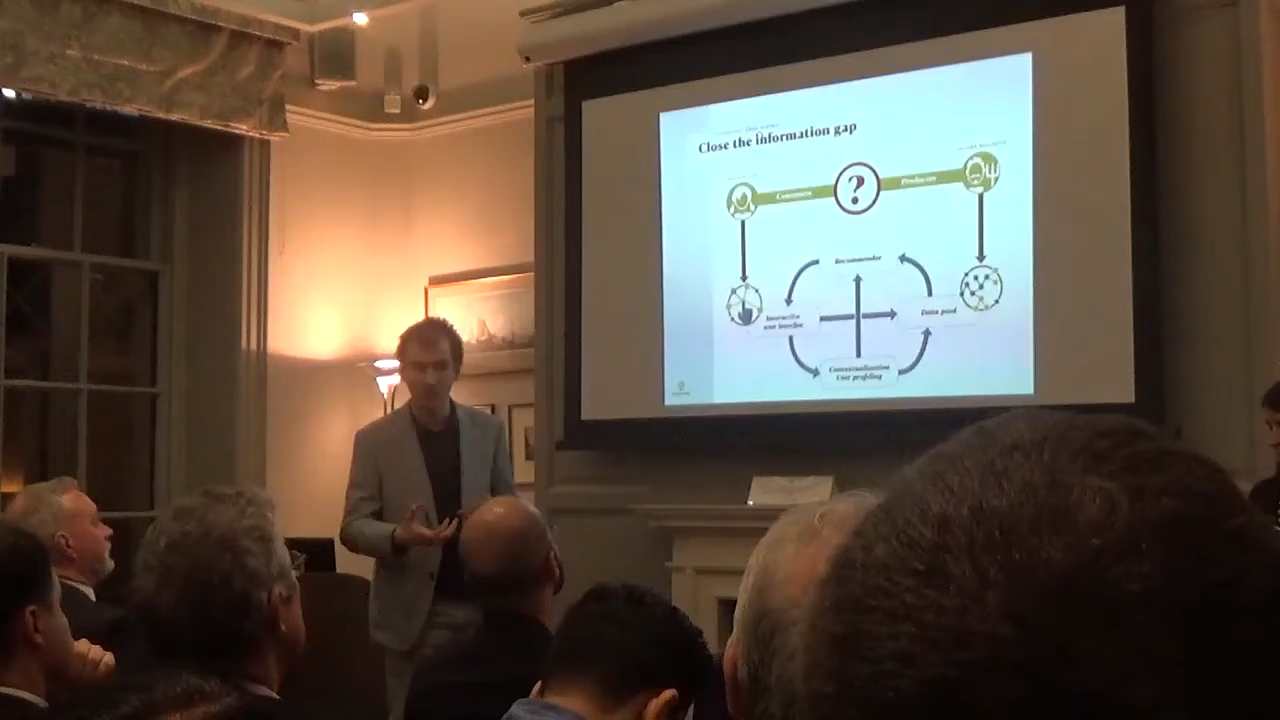 Close the information gap
Consumers
?
Producers
Recommender
Interactive
user interface
Data pool
Contextualization
User profiling